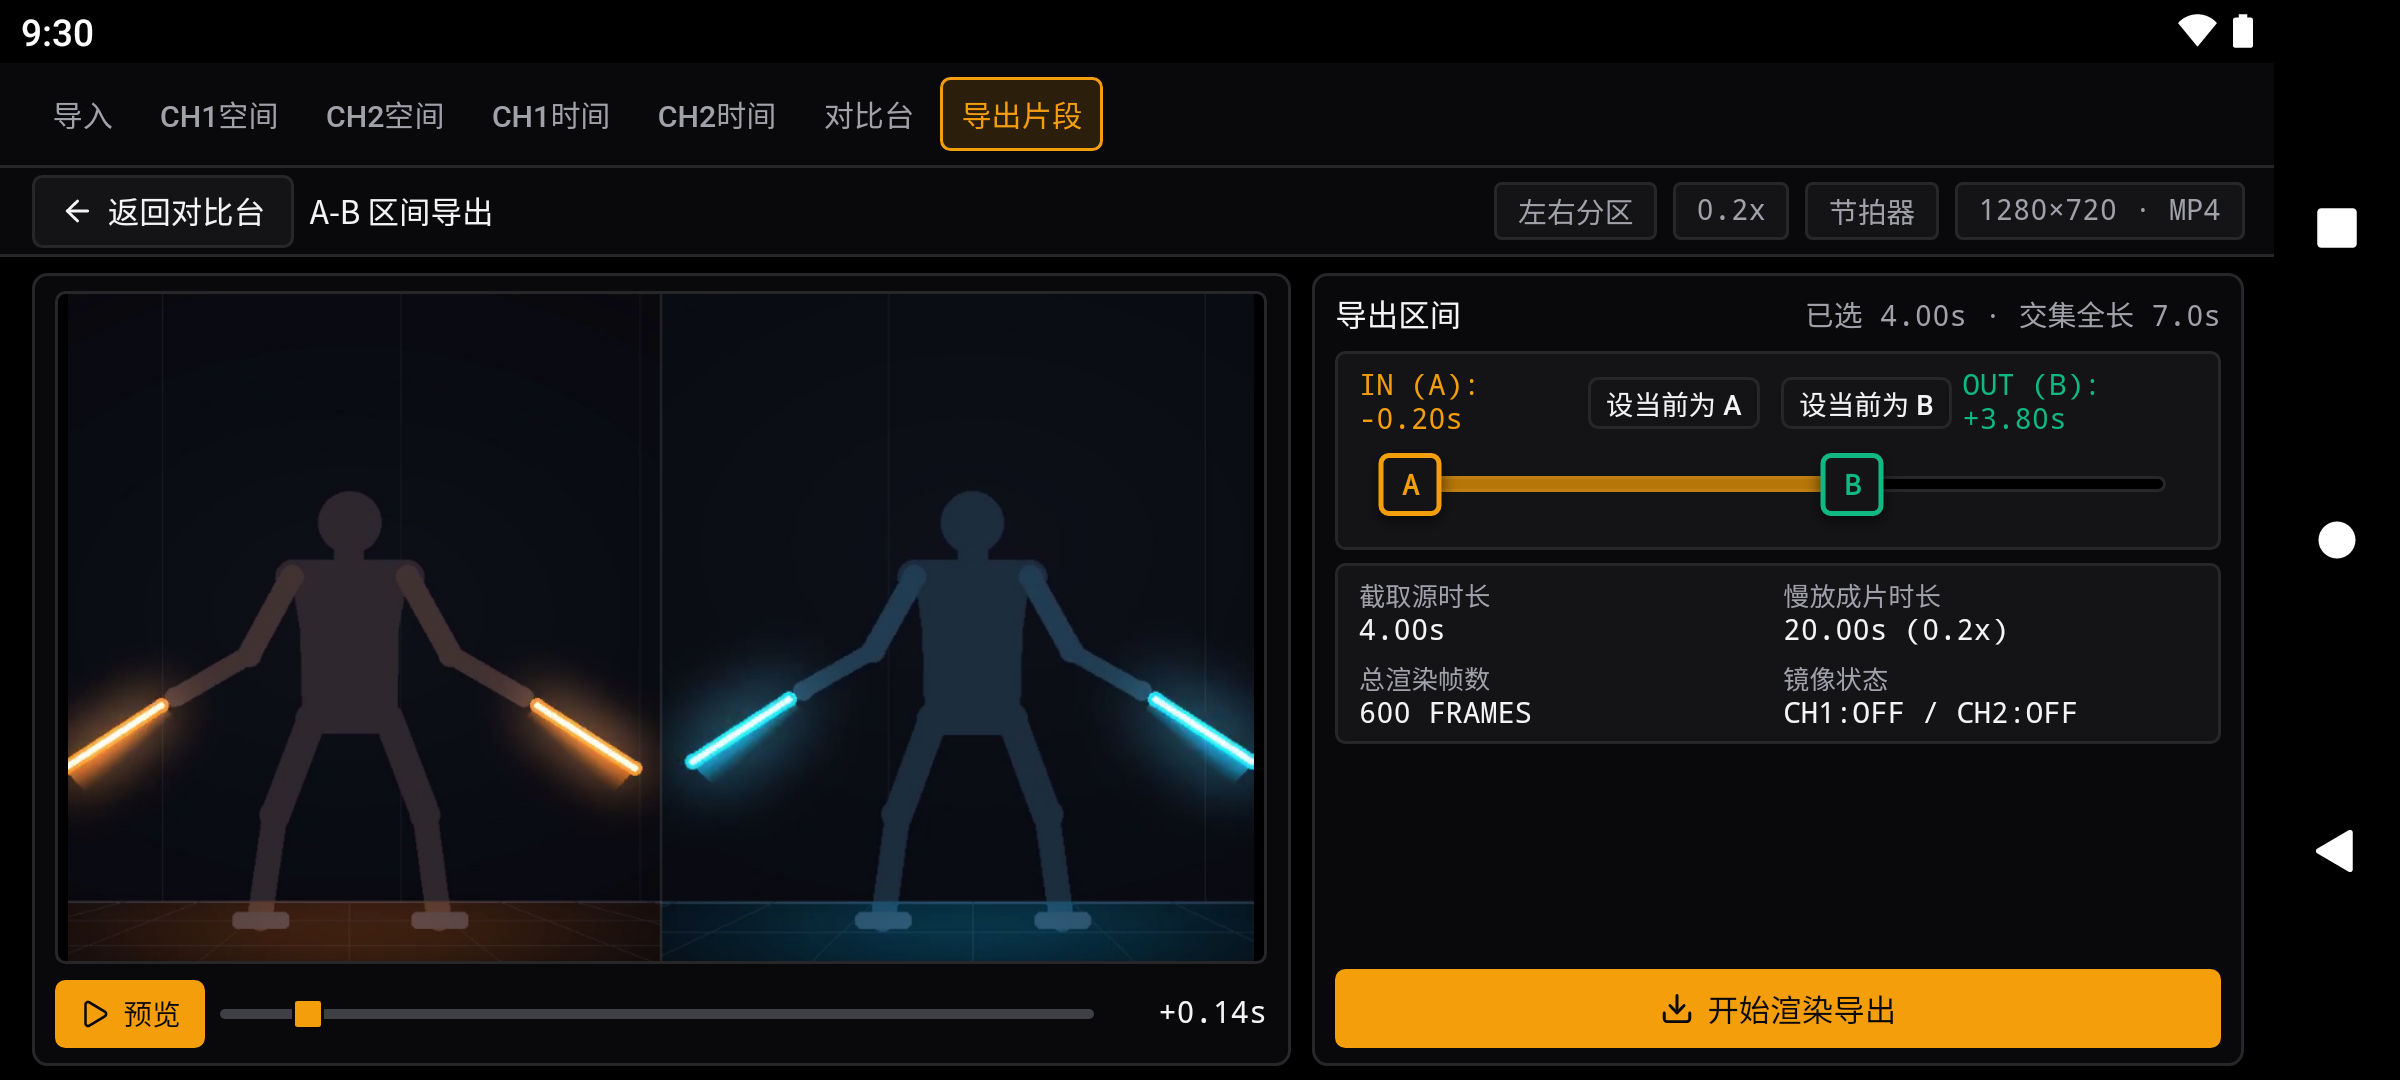 9:30
导入 CH1空间 CH2空间 CH1时间 CH2时间 对比台 导出片段
返回对比台 A-B 区间导出 左右分区 0.2x 节拍器 1280×720 · MP4
导出区间 已选 4.00s · 交集全长 7.0s
IN (A):
-0.20s
设当前为 A 设当前为 B
OUT (B):
+3.80s
A B
截取源时长
4.00s
慢放成片时长
20.00s (0.2x)
总渲染帧数
600 FRAMES
镜像状态
CH1:OFF / CH2:OFF
预览 +0.14s
开始渲染导出